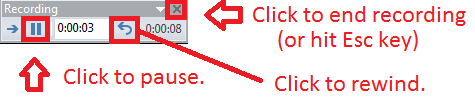 Recording
Click to end recording
(or hit Esc key)
0:00:03
0:00:08
Click to pause.
Click to rewind.